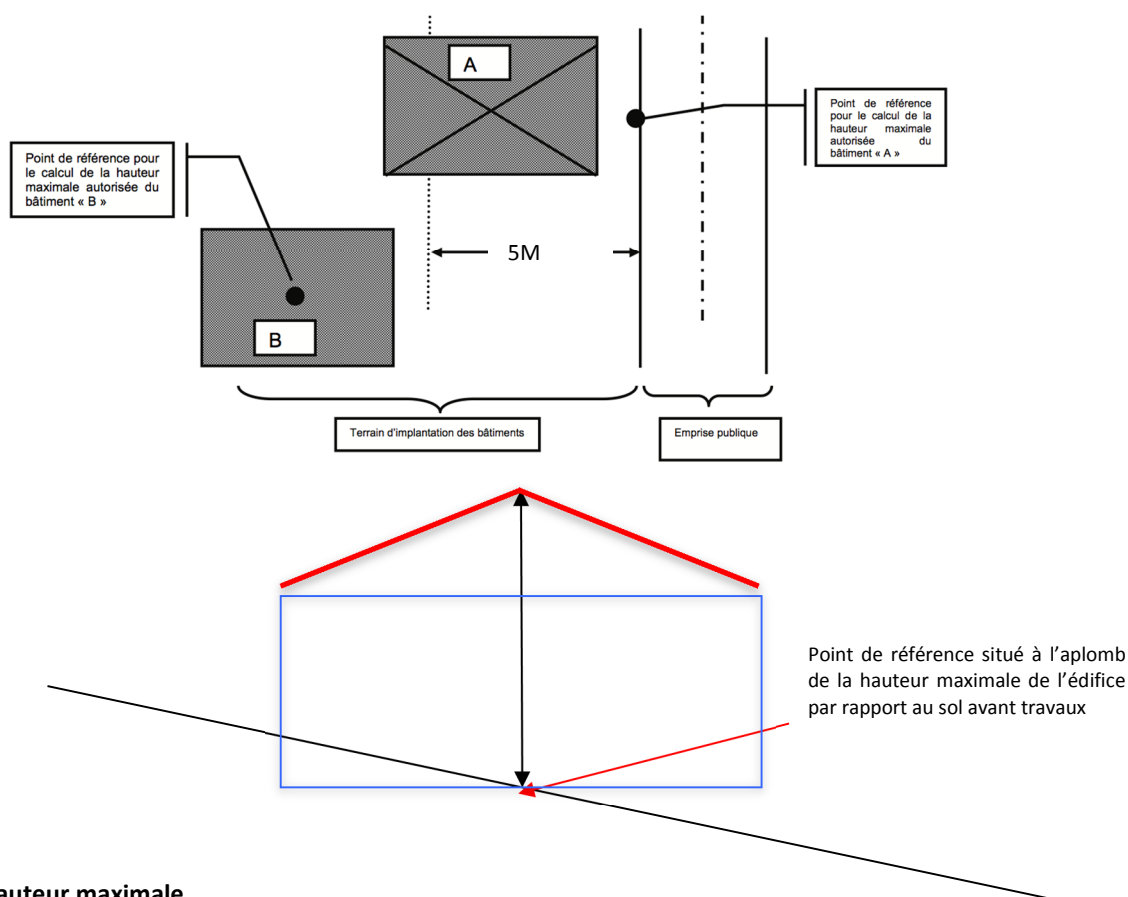 A
Point de référence
pour le calcul de la
hauteur maximale
autorisée du
bâtiment « A »
Point de référence pour
le calcul de la hauteur
maximale autorisée du
bâtiment « B »
5M
B
Terrain d'implantation des bâtiments
Emprise publique
Point de référence situé à l'aplomb
de la hauteur maximale de l'édifice
par rapport au sol avant travaux
auteur maximale